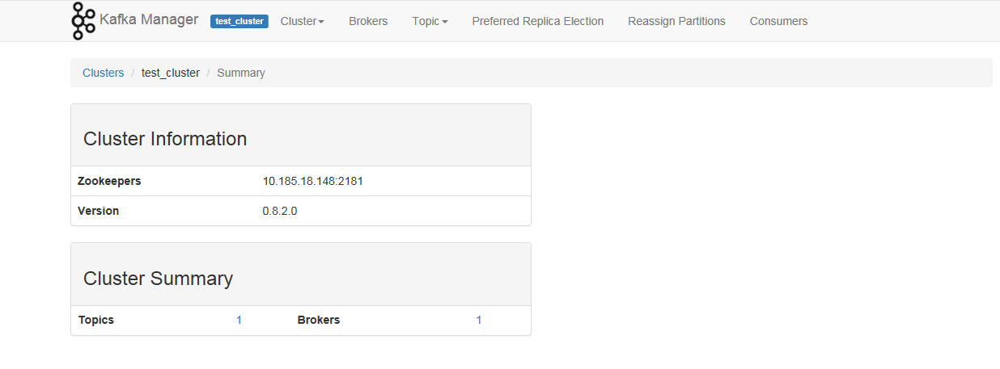 Kafka Manager test_cluster Cluster Brokers Topic Preferred Replica Election Reassign Partitions Consumers
Clusters / test_cluster / Summary
Cluster Information
Zookeepers 10.185.18.148:2181
Version 0.8.2.0
Cluster Summary
Topics 1 Brokers 1